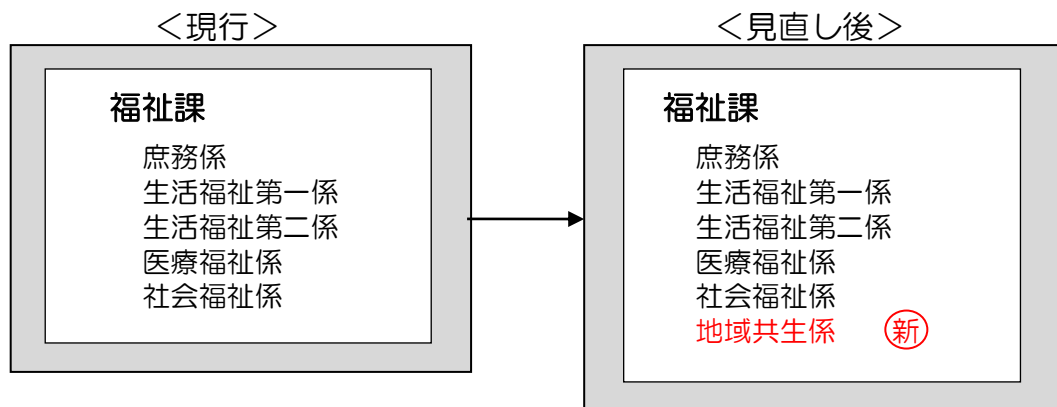 <現行>
福祉課
庶務係
生活福祉第一係
生活福祉第二係
医療福祉係
社会福祉係
<見直し後>
福祉課
庶務係
生活福祉第一係
生活福祉第二係
医療福祉係
社会福祉係
地域共生係 新